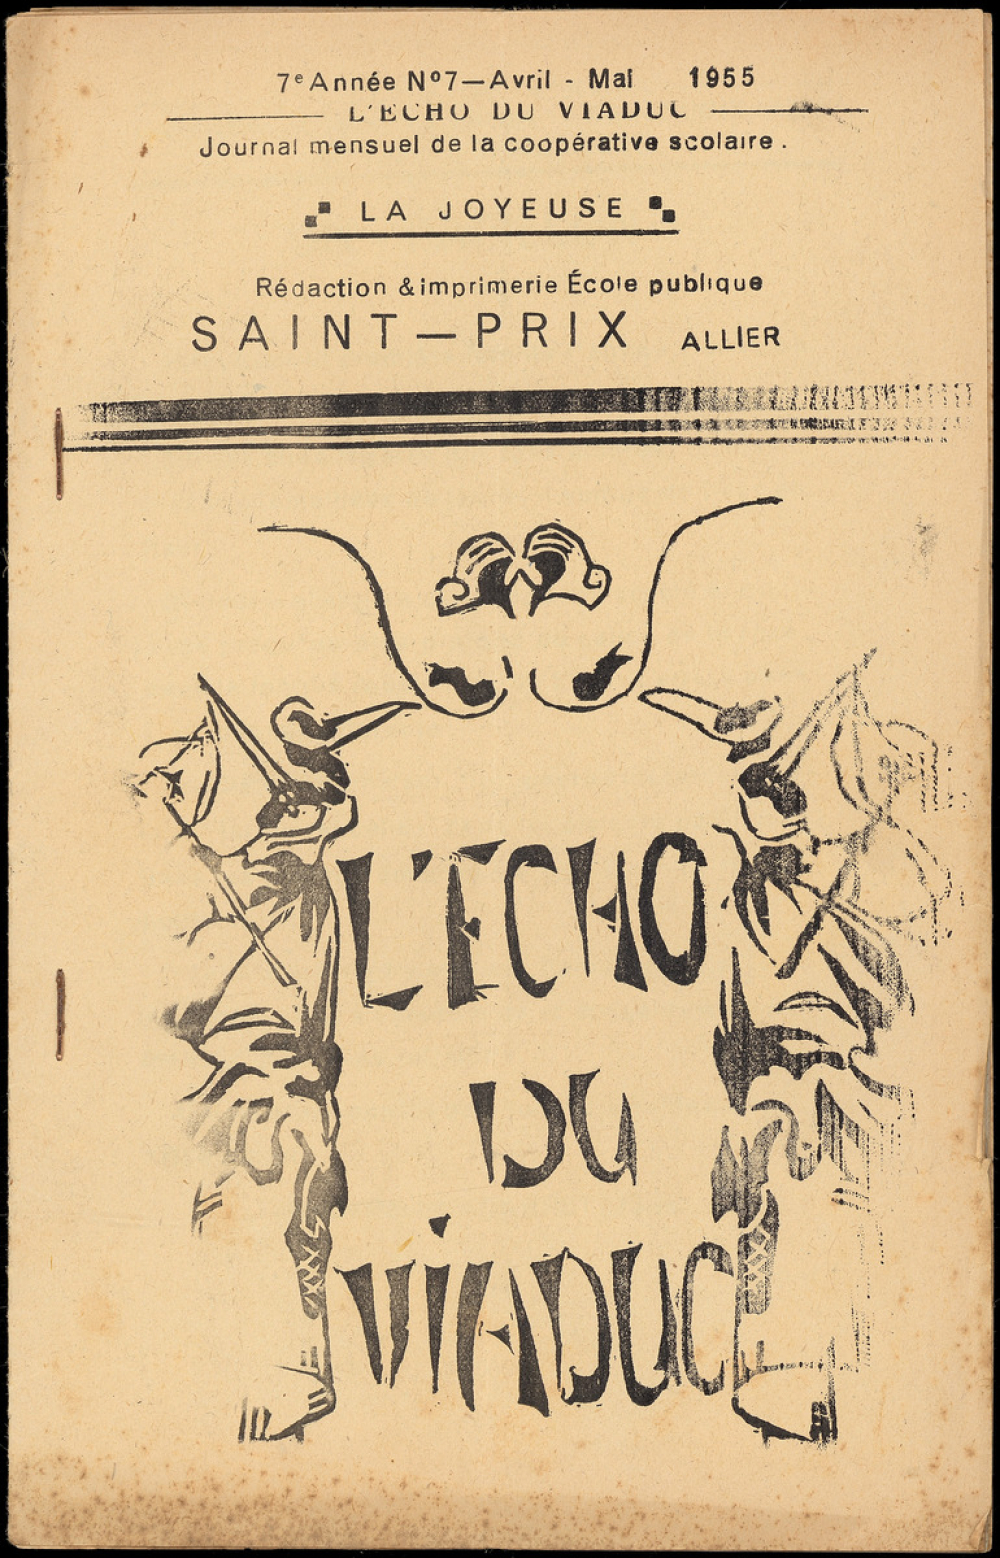 7e Année Nº7—Avril - Mai 1955
L'ECHO DU VIADUC
Journal mensuel de la coopérative scolaire.
LA JOYEUSE
Rédaction & imprimerie École publique
SAINT—PRIX ALLIER
L'ECHO
DU
ViADUC